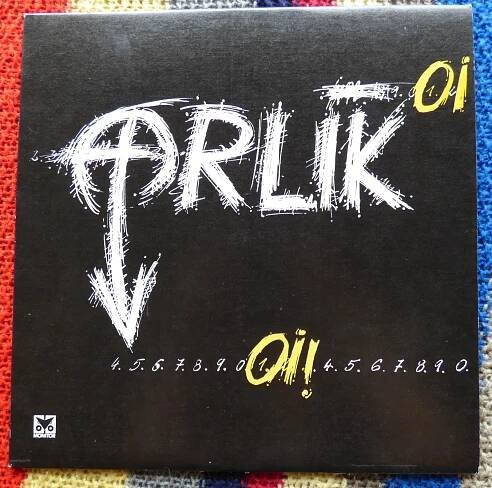 OI
ORLÍK
4. 5. 6. 7. 8. 9. 0 OI! 4. 5. 6. 7. 8. 9. 0.
MONITOR